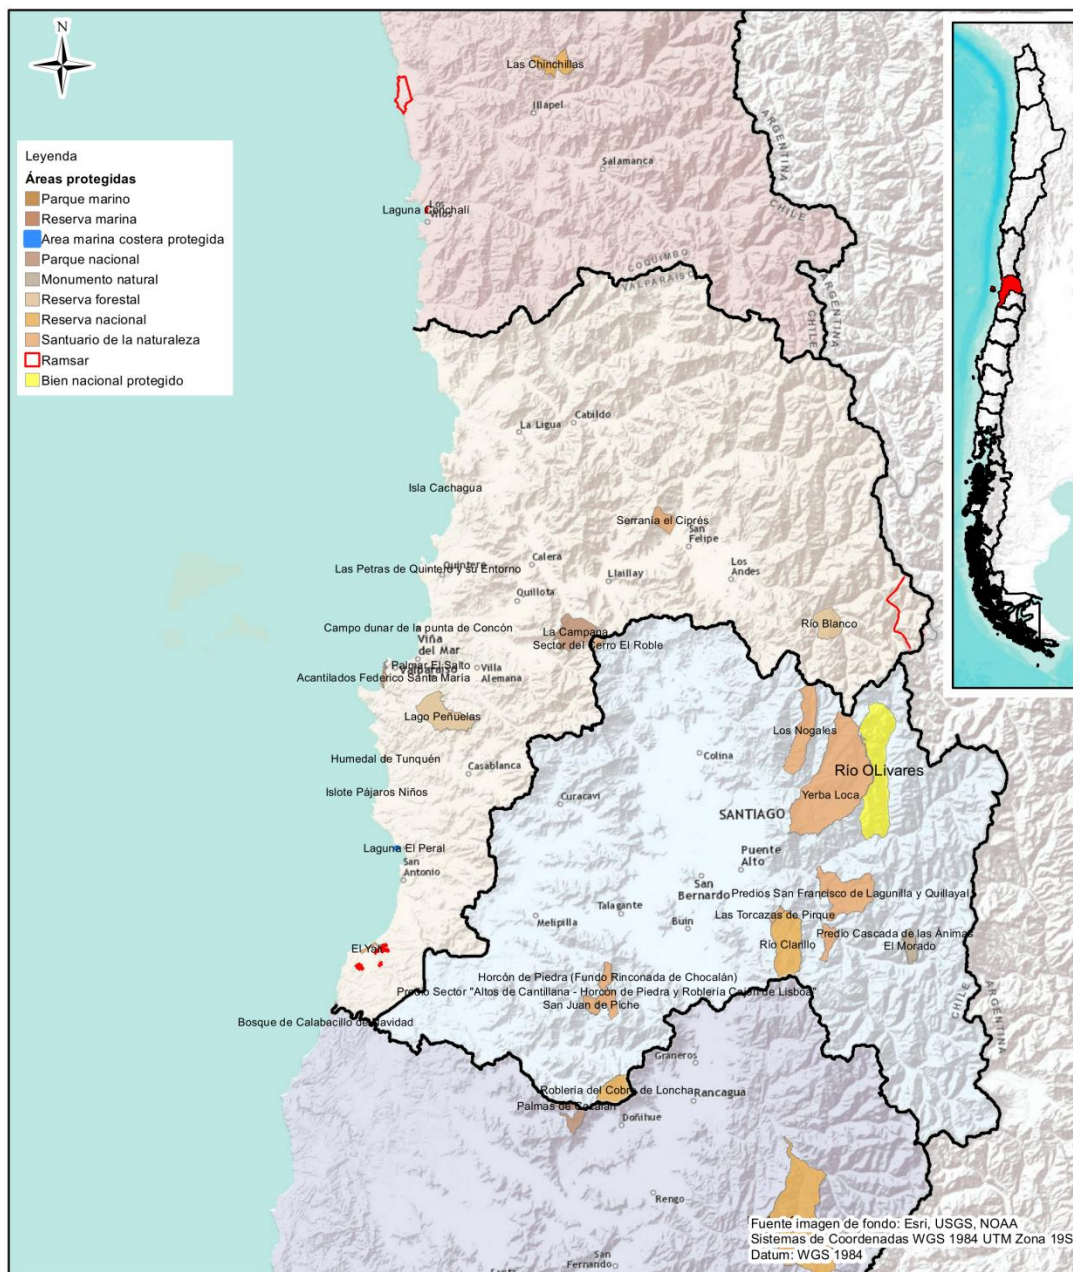 N
Leyenda
Áreas protegidas
Parque marino
Reserva marina
Area marina costera protegida
Parque nacional
Monumento natural
Reserva forestal
Reserva nacional
Santuario de la naturaleza
Ramsar
Bien nacional protegido
Las Chinchillas
Illapel
ARGENTINA
CHILE
Salamanca
Laguna Conchalí
Los
Vilos
COQUIMBO
VALPARAÍSO
ARGENTINA
CHILE
Cabildo
La Ligua
Isla Cachagua
Serranía el Ciprés
San
Felipe
Las Petras de Quintero y su Entorno
Quintero
Calera
Llaillay
Los
Andes
Quillota
Campo dunar de la punta de Concón
Viña
del Mar
La Campana
Sector del Cerro El Roble
Río Blanco
Palmar El Salto
Valparaíso
Villa
Alemana
Acantilados Federico Santa María
Lago Peñuelas
Los Nogales
Humedal de Tunquén
Casablanca
Colina
Río OLivares
Islote Pájaros Niños
Curacaví
Yerba Loca
SANTIAGO
Laguna El Peral
San
Antonio
Puente
Alto
San
Bernardo
Predios San Francisco de Lagunilla y Quillayal
Talagante
Melipilla
Buin
Las Torcazas de Pirque
Predio Cascada de las Animas
El Yali
Río Clarillo
El Morado
Horcón de Piedra (Fundo Rinconada de Chocalán)
Predio Sector "Altos de Cantillana - Horcón de Piedra y Roblería Cajón de Lisboa"
San Juan de Piche
CHILE
ARGENTINA
Bosque de Calabacillo de Navidad
Graneros
Roblería del Cobre de Loncha
Rancagua
Palmas de Cocalán
Doñihue
Rengo
San
Fernando
Santa
Fuente imagen de fondo: Esri, USGS, NOAA
Sistemas de Coordenadas WGS 1984 UTM Zona 19S
Datum: WGS 1984